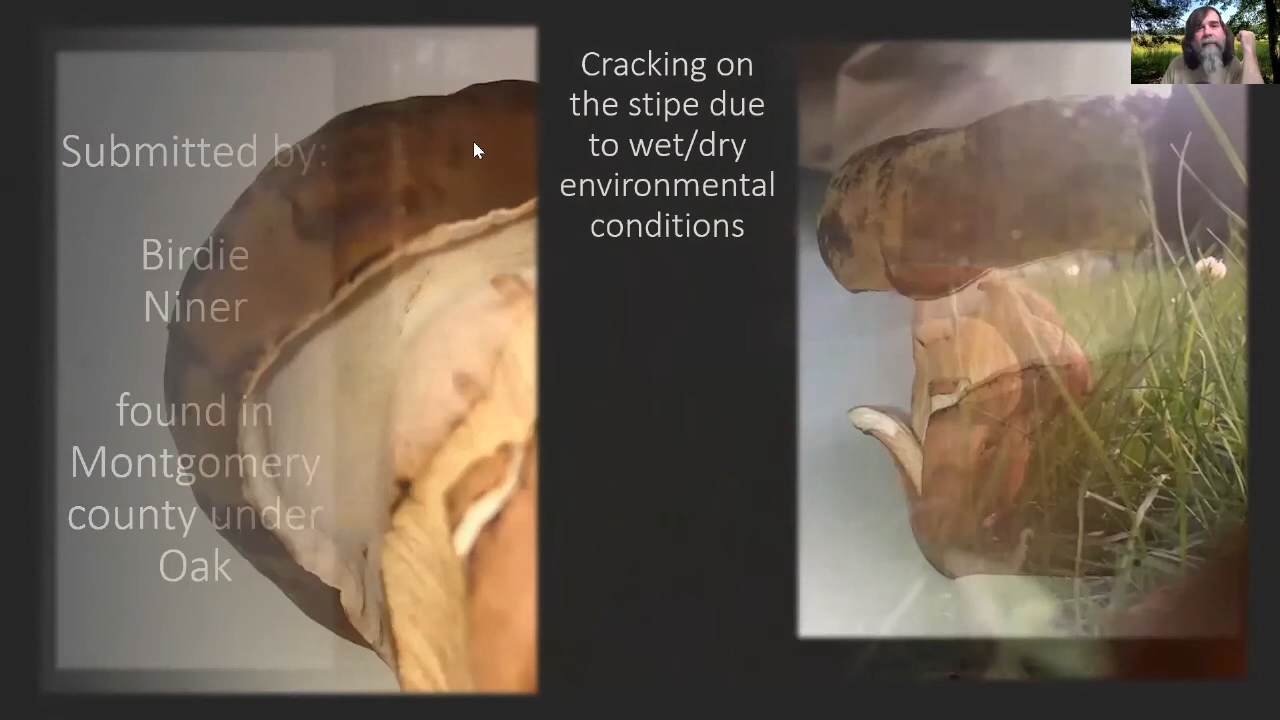 Submitted by:
Birdie
Niner
found in
Montgomery
county under
Oak
Cracking on
the stipe due
to wet/dry
environmental
conditions